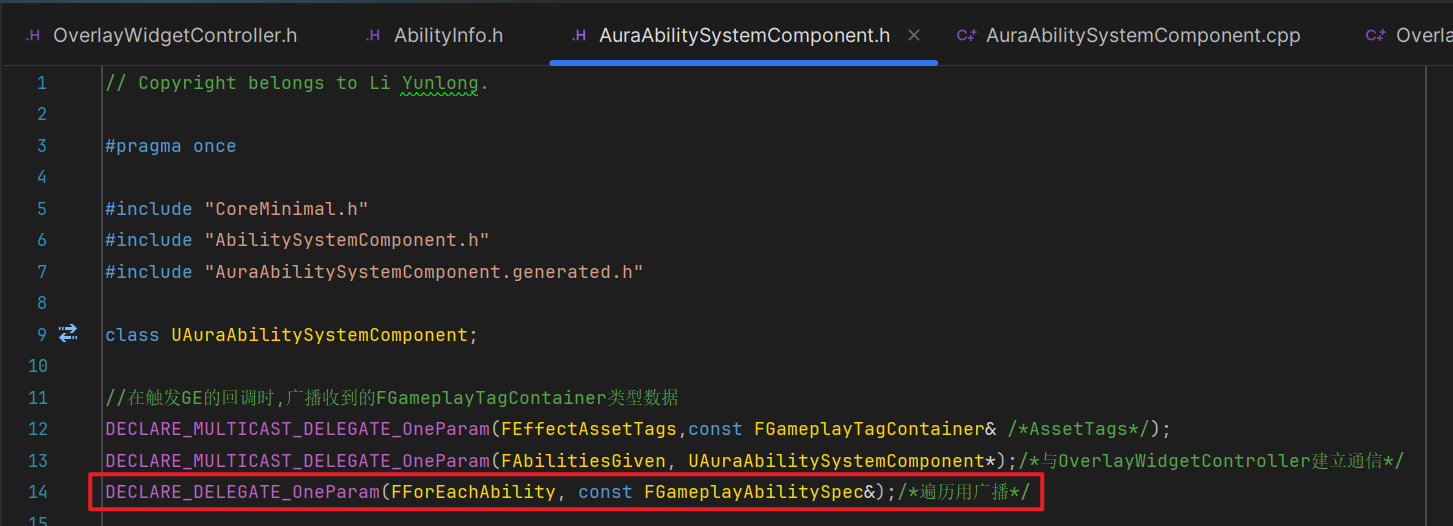 .H OverlayWidgetController.h .H AbilityInfo.h .H AuraAbilitySystemComponent.h × C+ AuraAbilitySystemComponent.cpp C+ Overla
1 // Copyright belongs to Li Yunlong.
2
3 #pragma once
4
5 #include "CoreMinimal.h"
6 #include "AbilitySystemComponent.h"
7 #include "AuraAbilitySystemComponent.generated.h"
8
9 class UAuraAbilitySystemComponent;
10
11 //在触发GE的回调时,广播收到的FGameplayTagContainer类型数据
12 DECLARE_MULTICAST_DELEGATE_OneParam(FEffectAssetTags,const FGameplayTagContainer& /*AssetTags*/);
13 DECLARE_MULTICAST_DELEGATE_OneParam(FAbilitiesGiven, UAuraAbilitySystemComponent*);/*与OverlayWidgetController建立通信*/
14 DECLARE_DELEGATE_OneParam(FForEachAbility, const FGameplayAbilitySpec&);/*遍历用广播*/
15